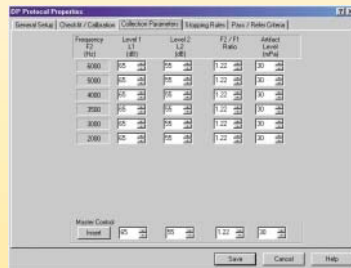 DP Protocol Properties
General Setup Checkfit / Calibration Collection Parameters Stopping Rules Pass / Refer Criteria
Frequency F2 (Hz) Level 1 L1 (dB) Level 2 L2 (dB) F2 / F1 Ratio Artifact Level (mPa)
6000 65 55 1.22 30
5000 65 55 1.22 30
4000 65 55 1.22 30
3500 65 55 1.22 30
3000 65 55 1.22 30
2000 65 55 1.22 30
Master Control
Insert 65 55 1.22 30
Save Cancel Help